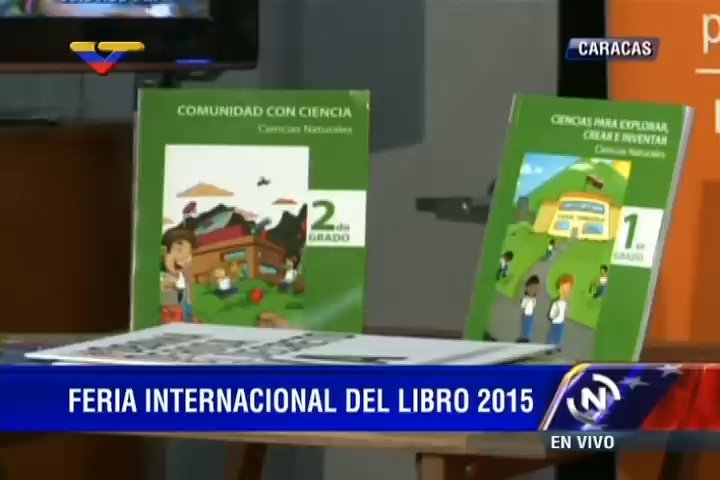 CARACAS
COMUNIDAD CON CIENCIA
Ciencias Naturales
2do
GRADO
CIENCIAS PARA EXPLORAR,
CREAR E INVENTAR
Ciencias Naturales
1er
GRADO
FERIA INTERNACIONAL DEL LIBRO 2015
N
EN VIVO